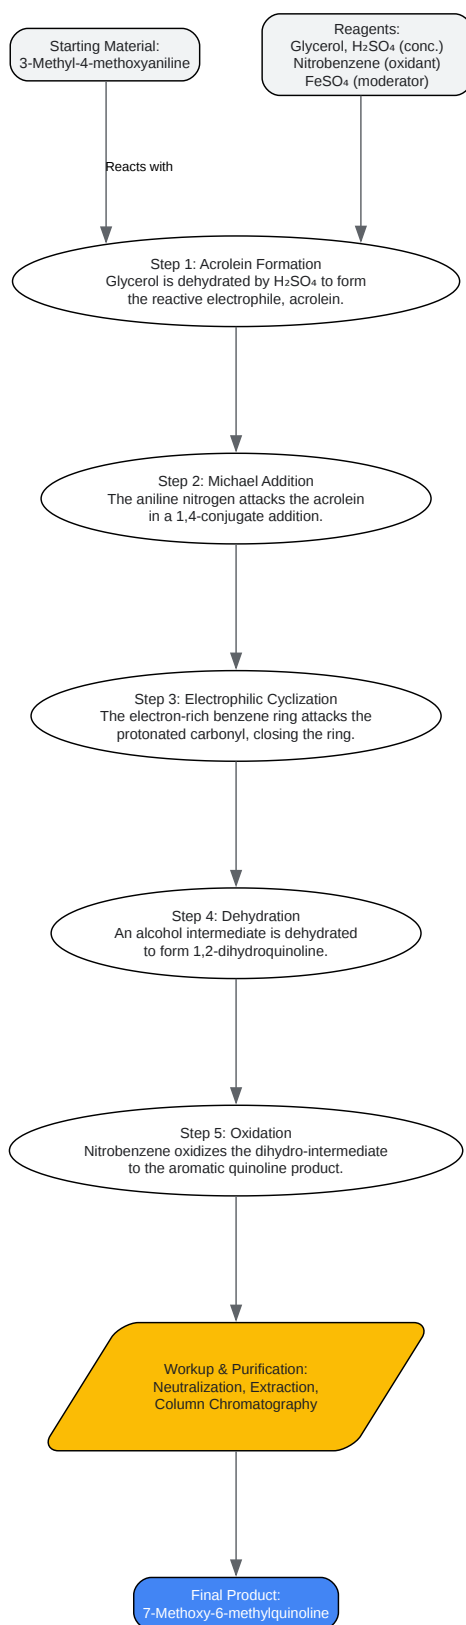 Starting Material:
3-Methyl-4-methoxyaniline
Reagents:
Glycerol, H₂SO₄ (conc.)
Nitrobenzene (oxidant)
FeSO₄ (moderator)
Reacts with
Step 1: Acrolein Formation
Glycerol is dehydrated by H₂SO₄ to form
the reactive electrophile, acrolein.
Step 2: Michael Addition
The aniline nitrogen attacks the acrolein
in a 1,4-conjugate addition.
Step 3: Electrophilic Cyclization
The electron-rich benzene ring attacks the
protonated carbonyl, closing the ring.
Step 4: Dehydration
An alcohol intermediate is dehydrated
to form 1,2-dihydroquinoline.
Step 5: Oxidation
Nitrobenzene oxidizes the dihydro-intermediate
to the aromatic quinoline product.
Workup & Purification:
Neutralization, Extraction,
Column Chromatography
Final Product:
7-Methoxy-6-methylquinoline